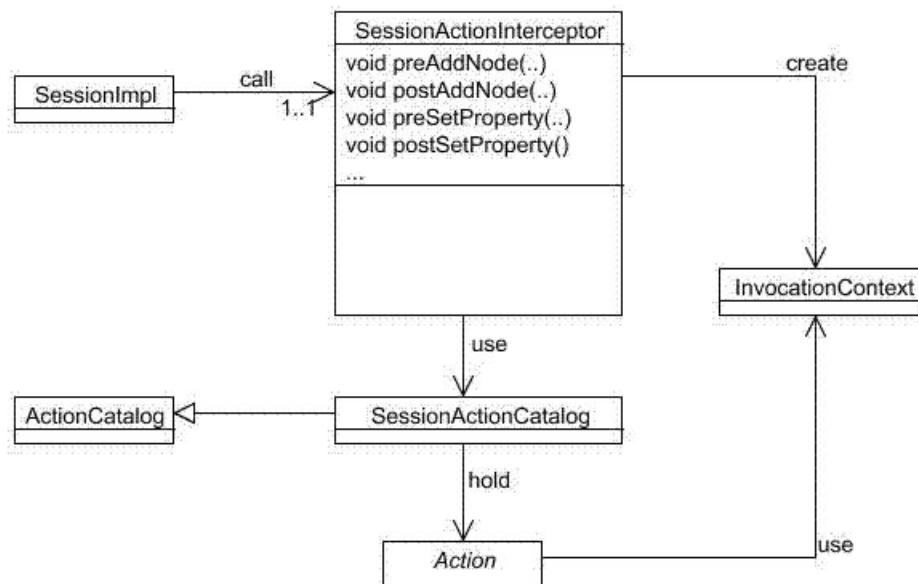 SessionActionInterceptor
void preAddNode(..)
void postAddNode(..)
void preSetProperty(..)
void postSetProperty()
...
call
1..1
SessionImpl
create
InvocationContext
use
ActionCatalog
SessionActionCatalog
hold
Action
use